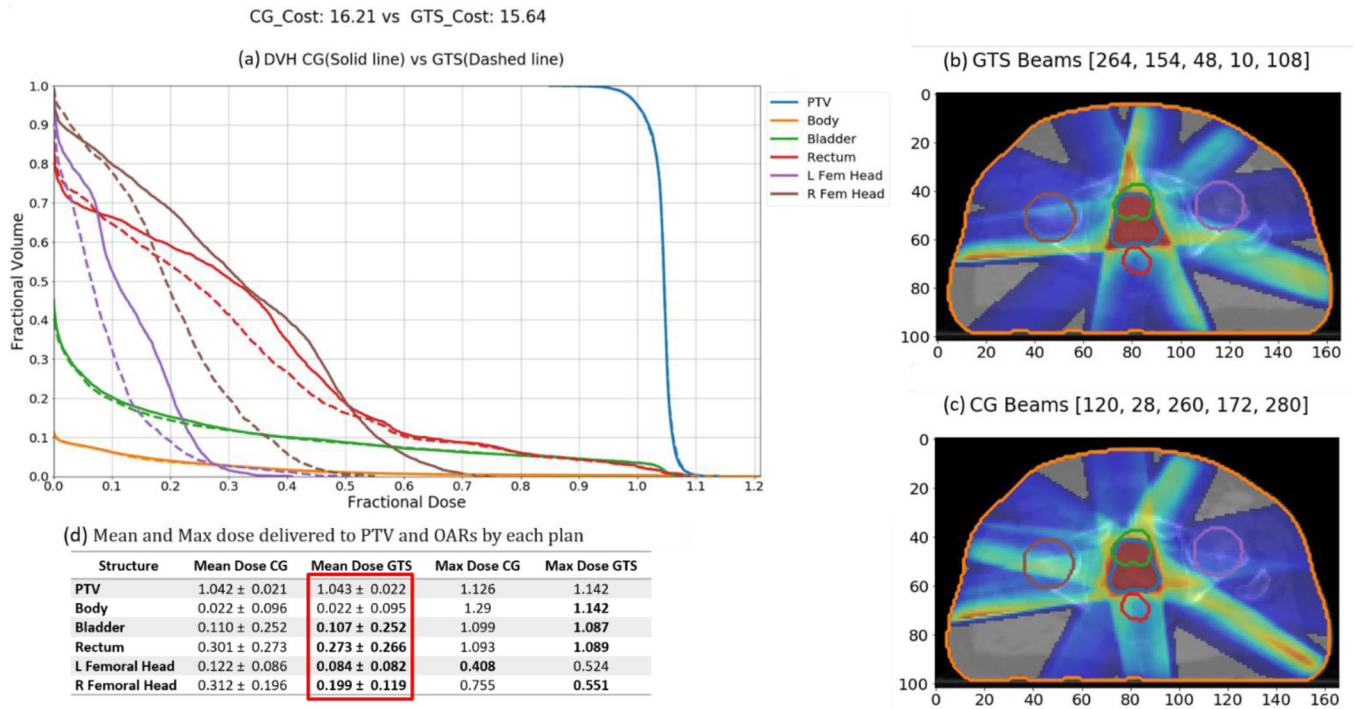 CG_Cost: 16.21 vs GTS_Cost: 15.64
(a) DVH CG(Solid line) vs GTS(Dashed line)
Fractional Volume
1.0
0.9
0.8
0.7
0.6
0.5
0.4
0.3
0.2
0.1
0.0
0.0 0.1 0.2 0.3 0.4 0.5 0.6 0.7 0.8 0.9 1.0 1.1 1.2
Fractional Dose
PTV
Body
Bladder
Rectum
L Fem Head
R Fem Head
(b) GTS Beams [264, 154, 48, 10, 108]
0
20
40
60
80
100
0 20 40 60 80 100 120 140 160
(c) CG Beams [120, 28, 260, 172, 280]
0
20
40
60
80
100
0 20 40 60 80 100 120 140 160
(d) Mean and Max dose delivered to PTV and OARs by each plan
Structure Mean Dose CG Mean Dose GTS Max Dose CG Max Dose GTS
PTV 1.042 ± 0.021 1.043 ± 0.022 1.126 1.142
Body 0.022 ± 0.096 0.022 ± 0.095 1.29 1.142
Bladder 0.110 ± 0.252 0.107 ± 0.252 1.099 1.087
Rectum 0.301 ± 0.273 0.273 ± 0.266 1.093 1.089
L Femoral Head 0.122 ± 0.086 0.084 ± 0.082 0.408 0.524
R Femoral Head 0.312 ± 0.196 0.199 ± 0.119 0.755 0.551